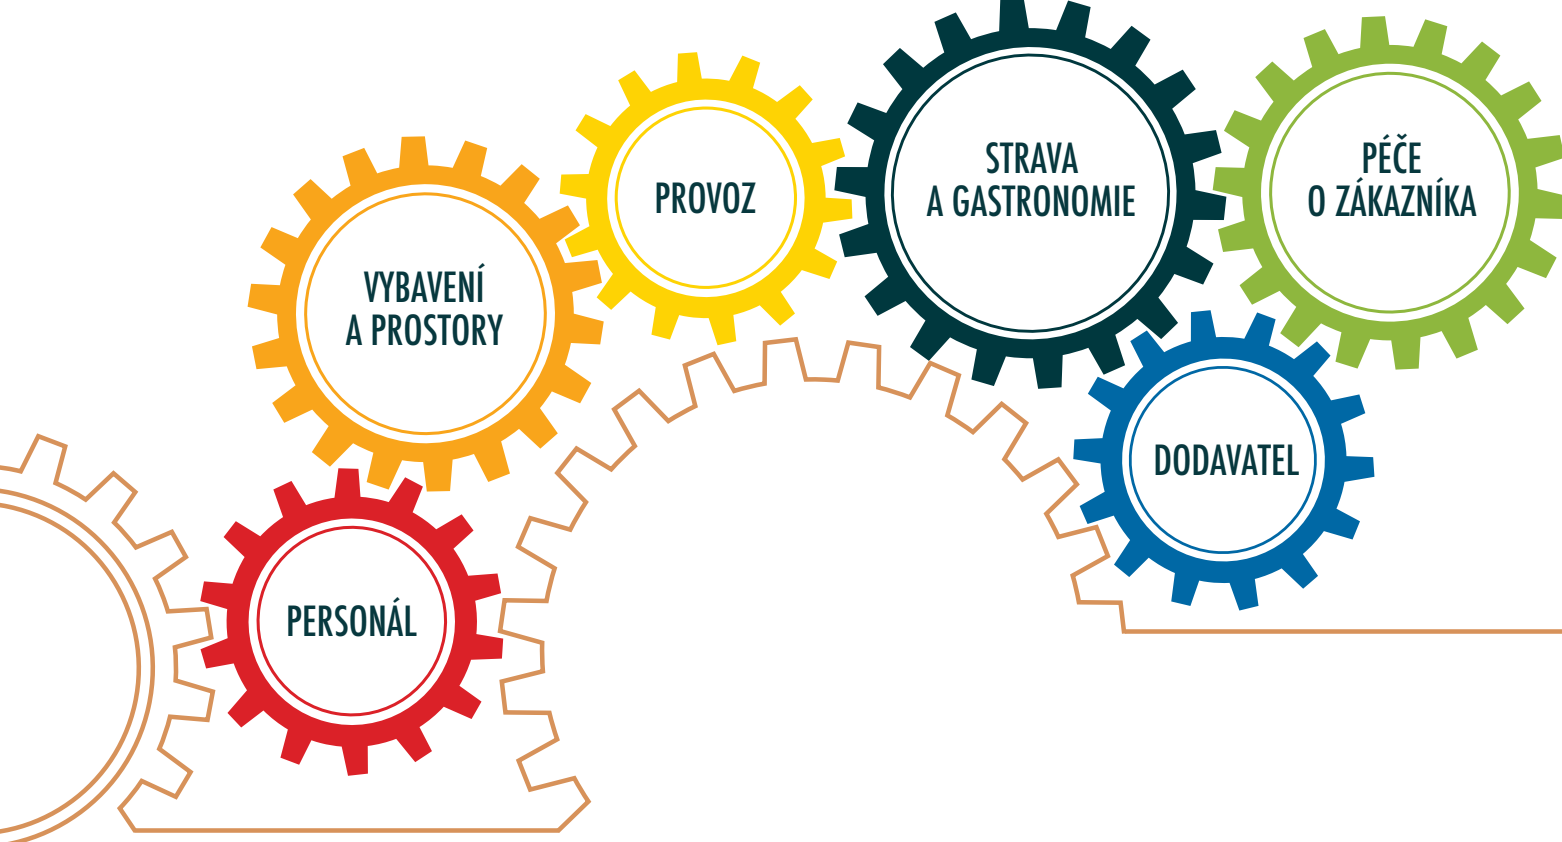 STRAVA
A GASTRONOMIE
PÉČE
O ZÁKAZNÍKA
PROVOZ
VYBAVENÍ
A PROSTORY
DODAVATEL
PERSONÁL